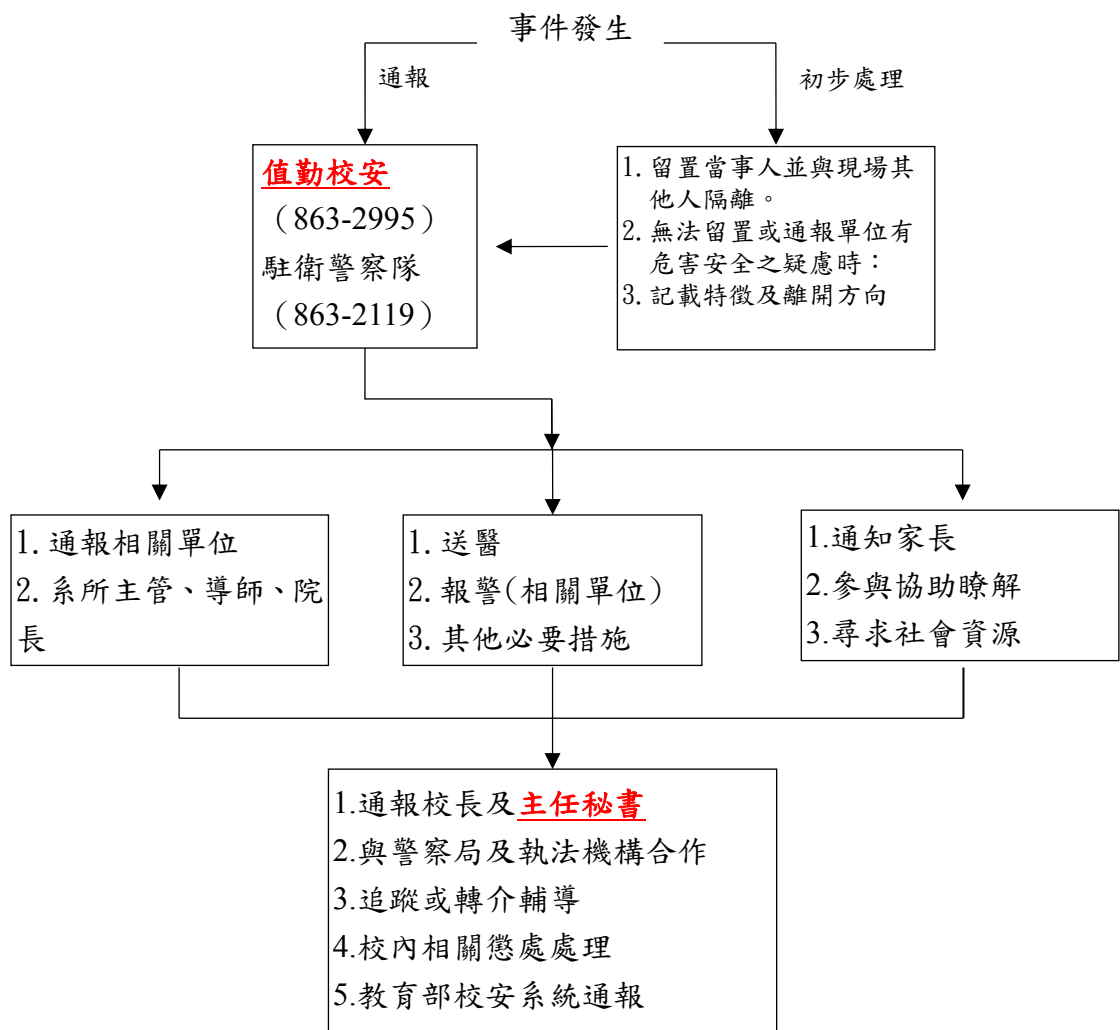 事件發生
通報
初步處理
值勤校安
（863-2995）
駐衛警察隊
（863-2119）
1. 留置當事人並與現場其
他人隔離。
2. 無法留置或通報單位有
危害安全之疑慮時：
3. 記載特徵及離開方向
1. 通報相關單位
2. 系所主管、導師、院
長
1. 送醫
2. 報警(相關單位)
3. 其他必要措施
1.通知家長
2.參與協助瞭解
3.尋求社會資源
1.通報校長及主任秘書
2.與警察局及執法機構合作
3.追蹤或轉介輔導
4.校內相關懲處處理
5.教育部校安系統通報